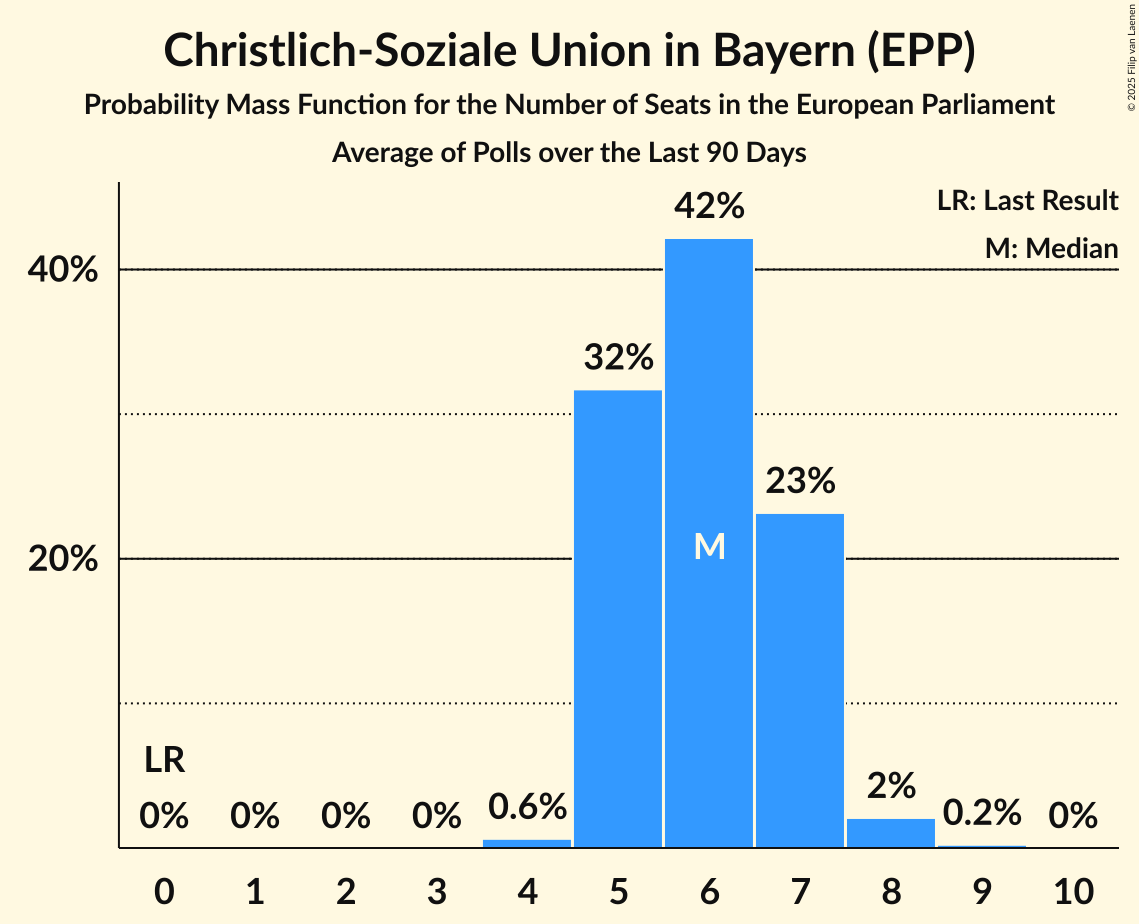 Christlich-Soziale Union in Bayern (EPP)
Probability Mass Function for the Number of Seats in the European Parliament
Average of Polls over the Last 90 Days
© 2025 Filip van Laenen
LR: Last Result
M: Median
40%
20%
42%
32%
23%
M
LR
0% 0% 0% 0% 0.6% 2% 0.2% 0%
0 1 2 3 4 5 6 7 8 9 10